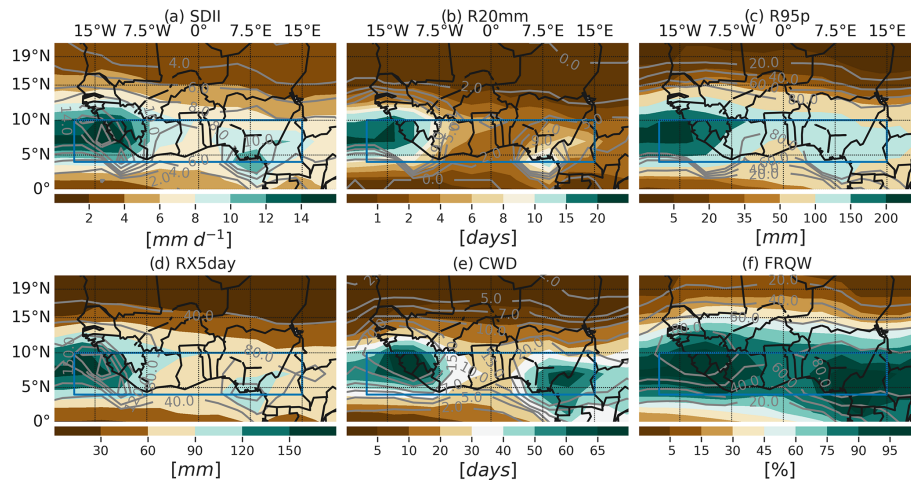 (a) SDII
(b) R20mm
(c) R95p
15°W 7.5°W 0° 7.5°E 15°E
15°W 7.5°W 0° 7.5°E 15°E
15°W 7.5°W 0° 7.5°E 15°E
19°N
15°N
10°N
5°N
0°
4.0
6.0
2.0
0.0
2.0
0.0
20.0
40.0
80.0
20.0
2 4 6 8 10 12 14
1 2 4 8 10 15 20
5 20 35 50 100 150 200
[mm d⁻¹]
[days]
[mm]
(d) RX5day
(e) CWD
(f) FRQW
19°N
15°N
10°N
5°N
0°
40.0
80.0
40.0
5.0
7.0
20.0
30.0
40.0
60.0
80.0
20.0
30 60 90 120 150
5 10 20 30 50 60 65
5 15 30 45 60 75 90 95
[mm]
[days]
[%]